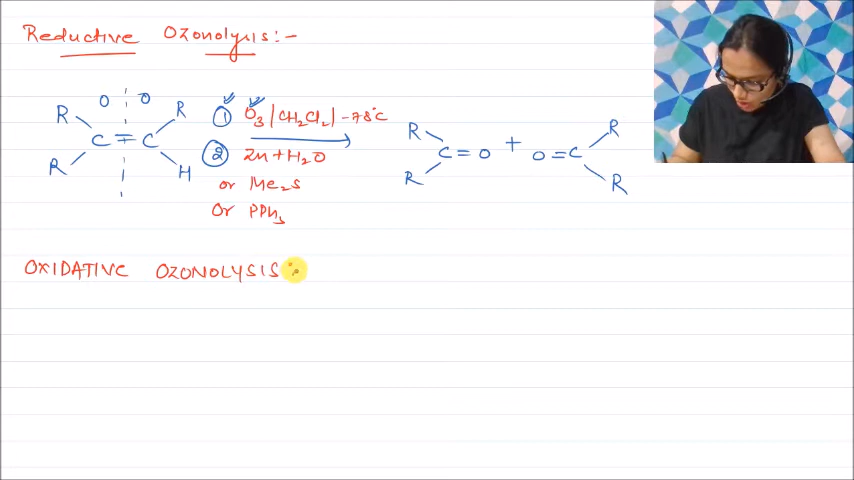 Reductive Ozonolysis:-
O O
R R ① O3/CH2Cl2/-78°C R R
C = C C = O + O = C
R H ② Zn+H2O R R
or Me2S
Or PPh3
OXIDATIVE OZONOLYSIS: